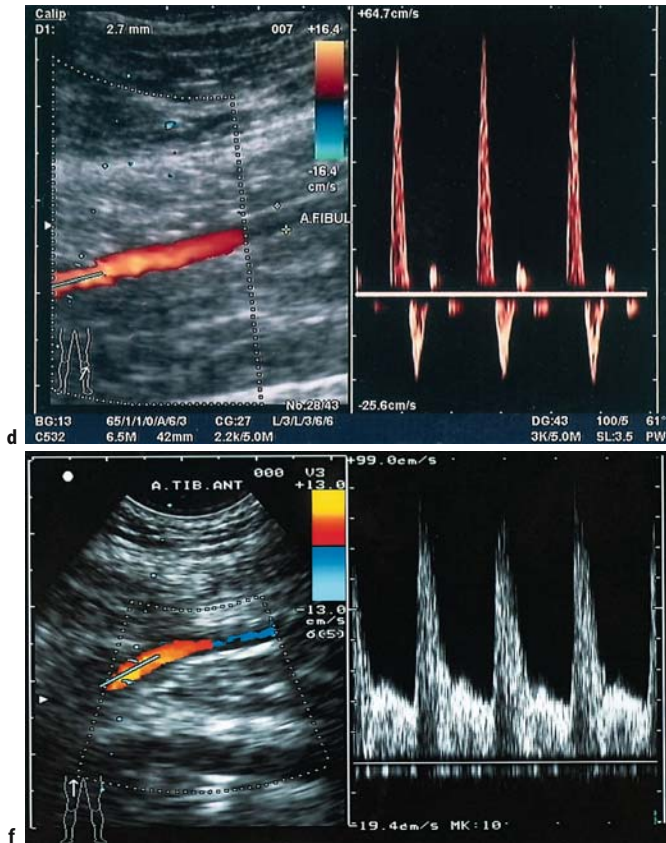 Calip
D1: 2.7 mm 007 +16.4
-16.4
cm/s
A.FIBUL
No.28/43
BG:13 65/1/1/0/A/6/3 CG:27 L/3/L/3/6/6
C532 6.5M 42mm 2.2k/5.0M
+64.7cm/s
-25.6cm/s
DG:43 100/5 61°
3K/5.0M SL:3.5 PW
d
000 V3
A.TIB.ANT +13.0
-13.0
cm/s
+99.0cm/s
-19.4cm/s MK:10
f